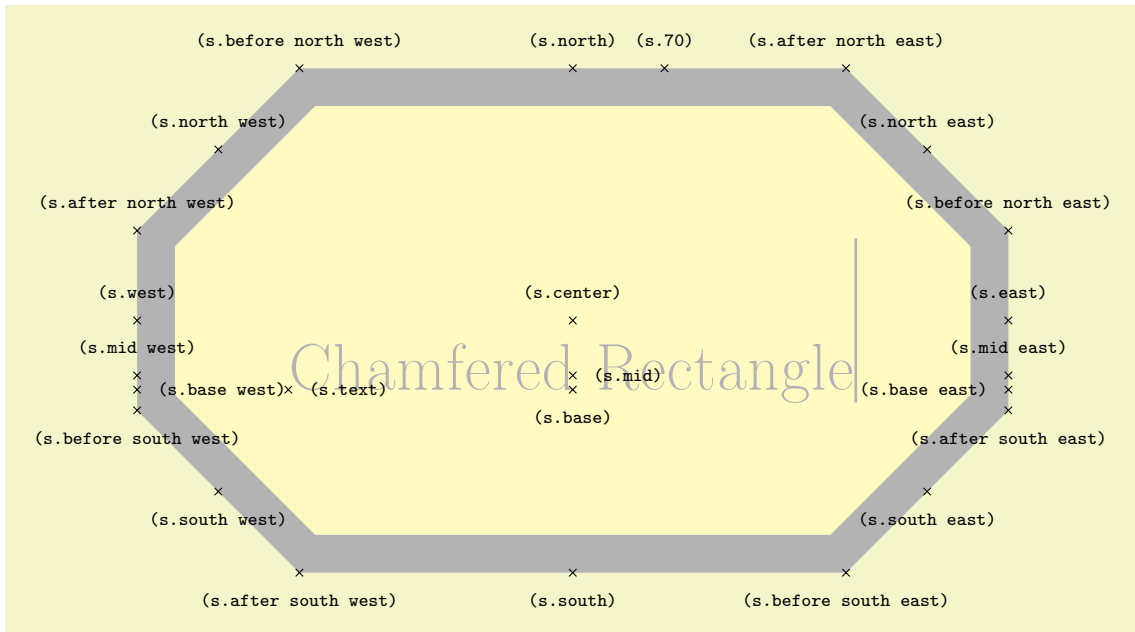 (s.before north west) (s.north) (s.70) (s.after north east)
(s.north west) (s.north east)
(s.after north west) (s.before north east)
(s.west) (s.center) (s.east)
(s.mid west) (s.mid east)
Chamfered Rectangle
(s.mid)
(s.base west) (s.text) (s.base east)
(s.base)
(s.before south west) (s.after south east)
(s.south west) (s.south east)
(s.after south west) (s.south) (s.before south east)